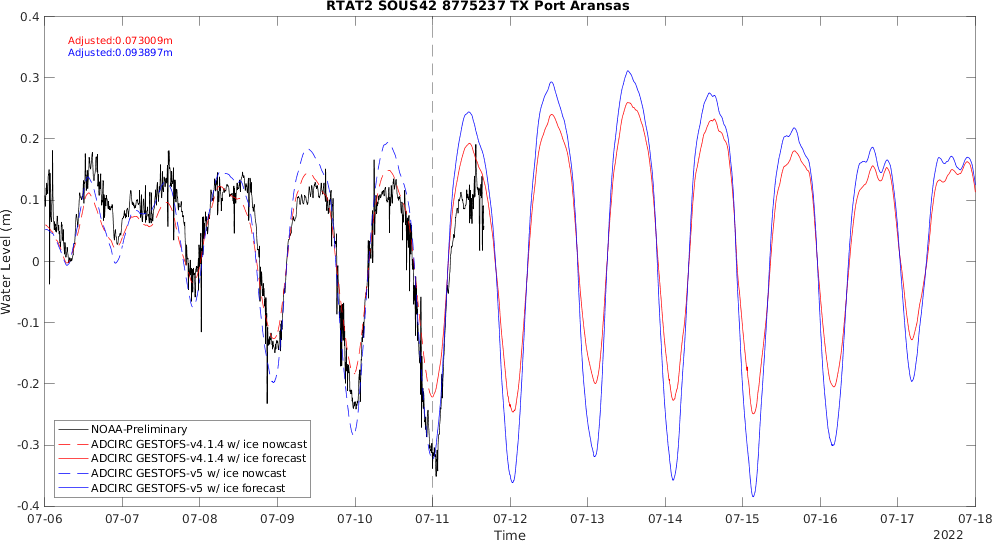 RTAT2 SOUS42 8775237 TX Port Aransas
0.4
Adjusted:0.073009m
Adjusted:0.093897m
0.3
0.2
0.1
0
-0.1
-0.2
-0.3
-0.4
Water Level (m)
NOAA-Preliminary
ADCIRC GESTOFS-v4.1.4 w/ ice nowcast
ADCIRC GESTOFS-v4.1.4 w/ ice forecast
ADCIRC GESTOFS-v5 w/ ice nowcast
ADCIRC GESTOFS-v5 w/ ice forecast
07-06 07-07 07-08 07-09 07-10 07-11 07-12 07-13 07-14 07-15 07-16 07-17 07-18
Time
2022